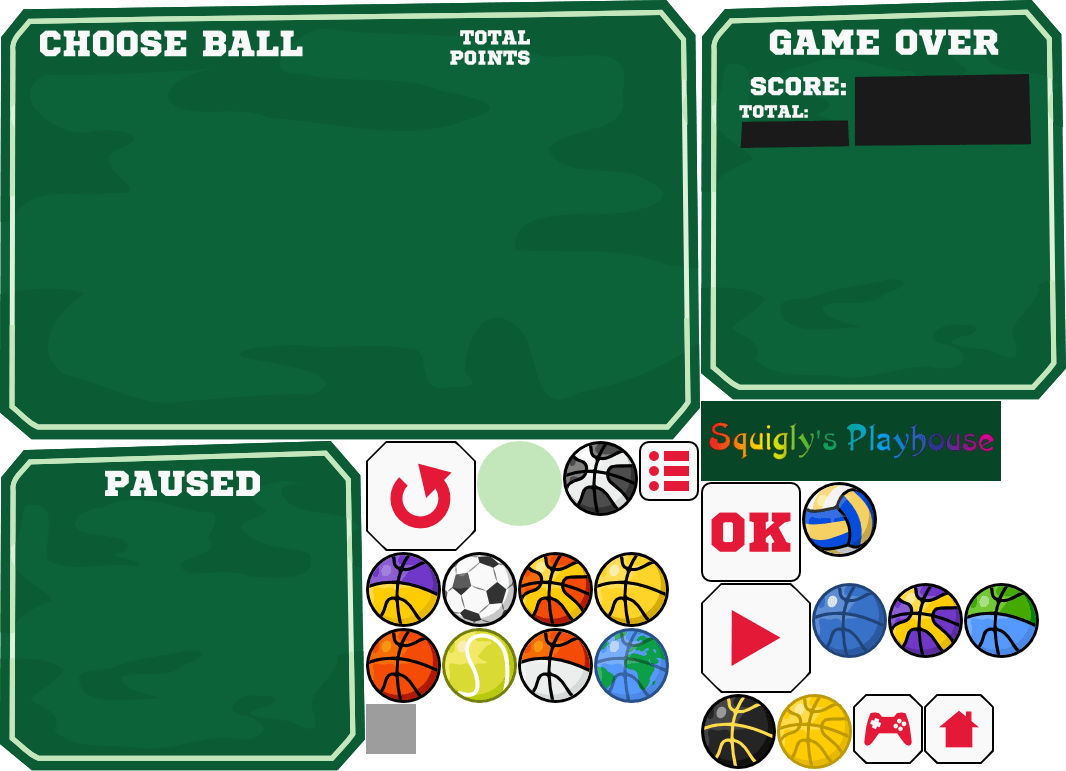 CHOOSE BALL
TOTAL
POINTS
GAME OVER
SCORE:
TOTAL:
Squigly's Playhouse
PAUSED
OK